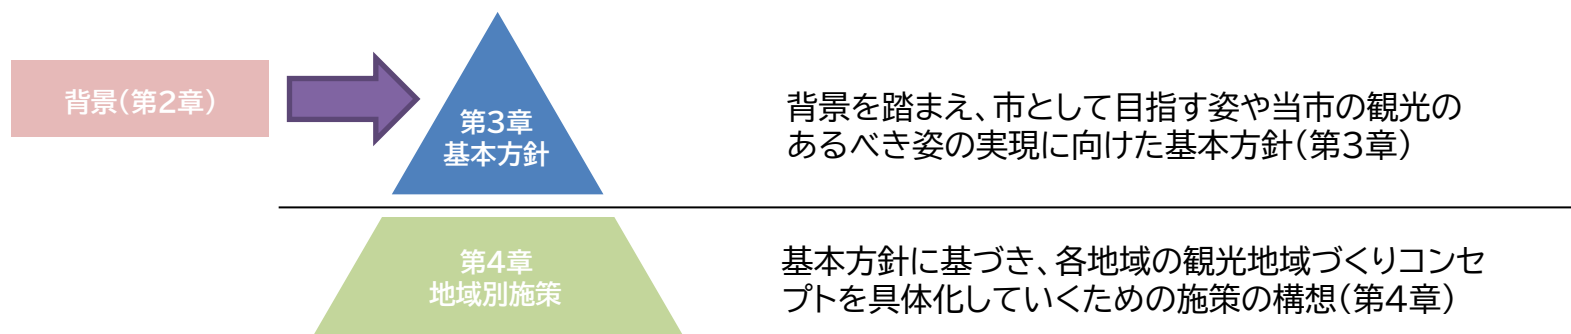 背景(第2章)
第3章
基本方針
背景を踏まえ、市として目指す姿や当市の観光の
あるべき姿の実現に向けた基本方針(第3章)
第4章
地域別施策
基本方針に基づき、各地域の観光地域づくりコンセ
プトを具体化していくための施策の構想(第4章)